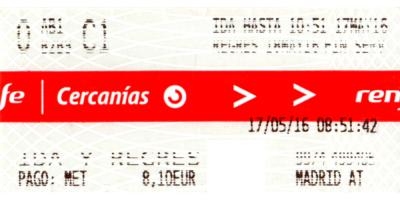 0 ABI C1 IDA HASTA 10:51 17MAY16
fe Cercanías > > ren
17/05/16 08:51:42
IDA Y REGRES
PAGO: MET 8,10EUR MADRID AT